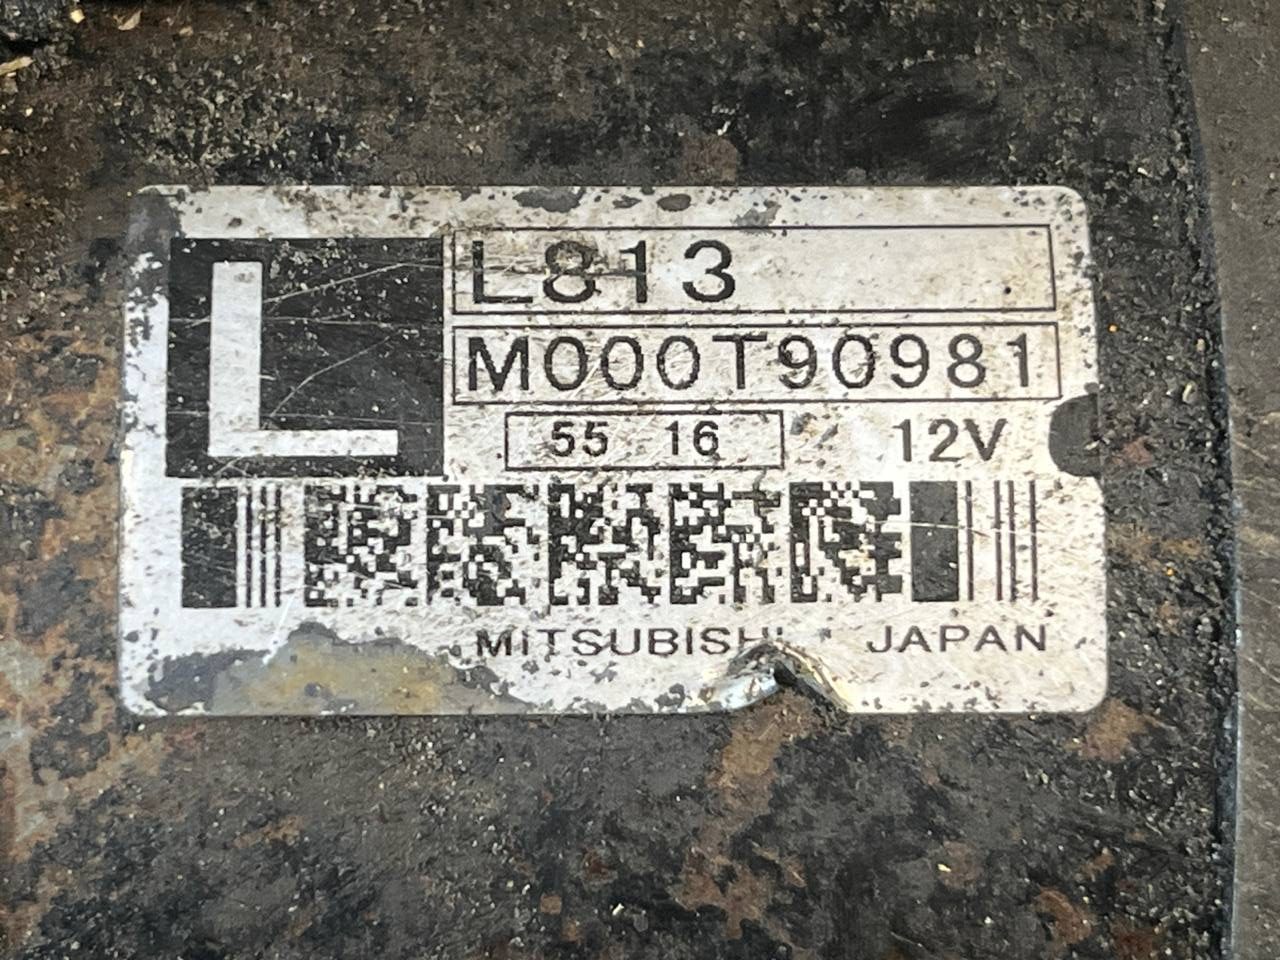 L
L813
M000T90981
55 16
12V
MITSUBISHI JAPAN